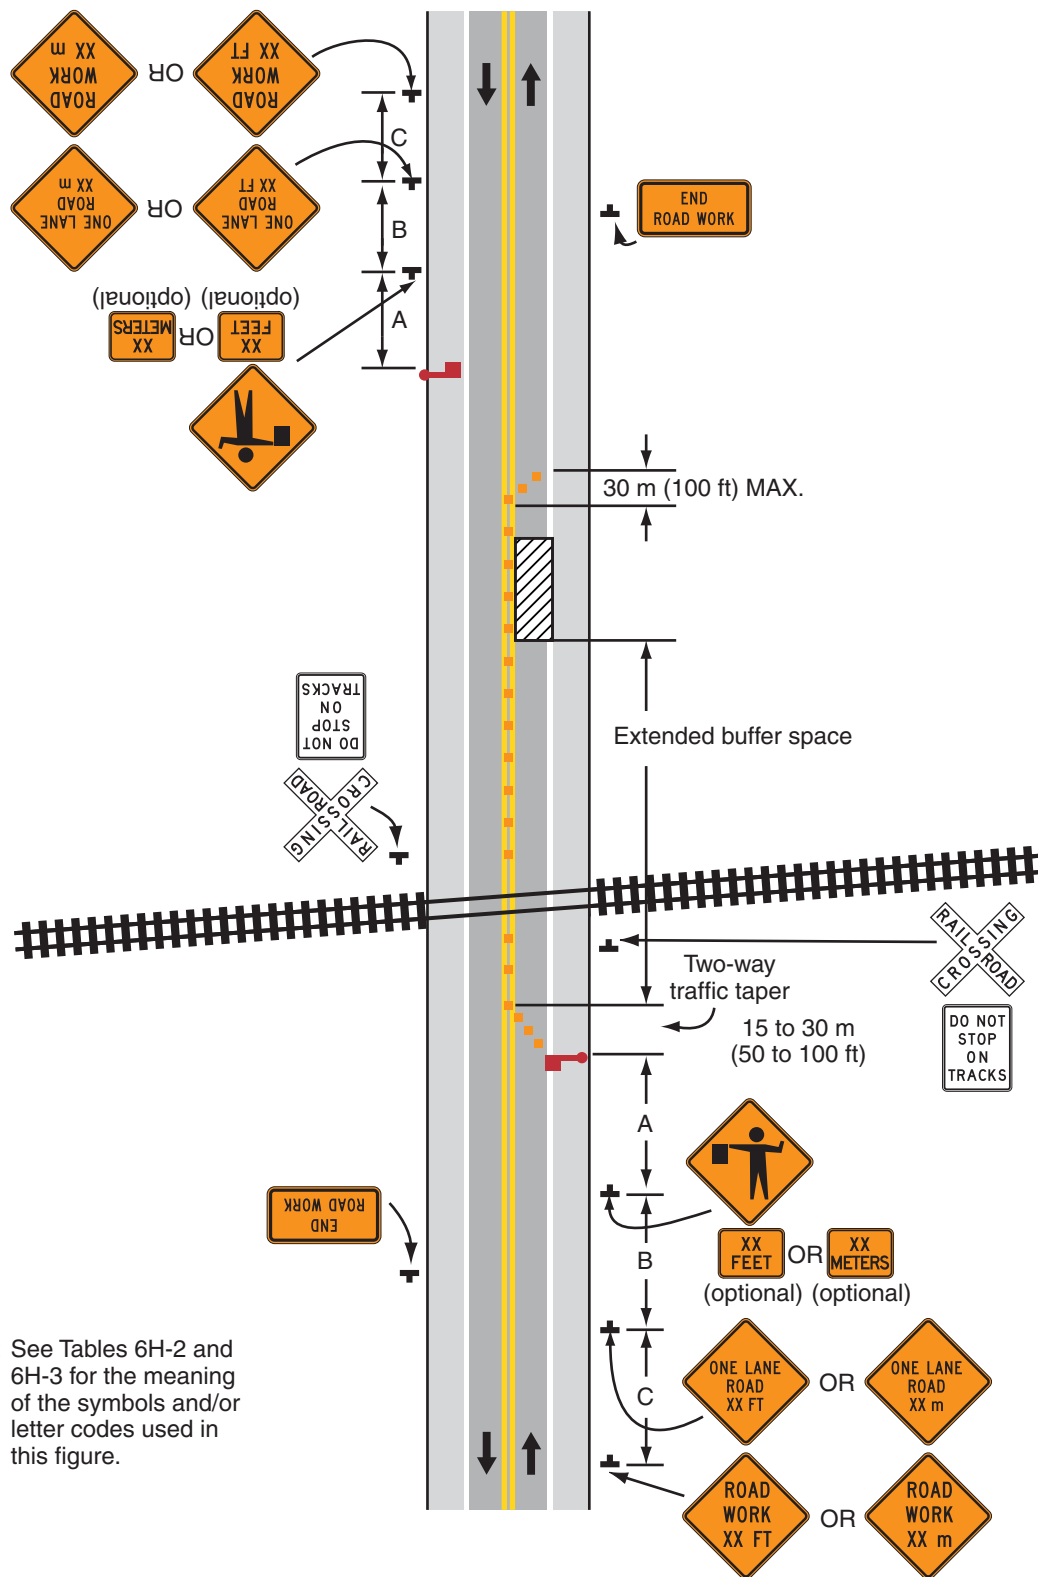 ROAD
WORK
XX m
OR
ROAD
WORK
XX FT
C
ONE LANE
ROAD
XX m
OR
ONE LANE
ROAD
XX FT
B
END
ROAD WORK
(optional)
(optional)
XX
METERS
OR
XX
FEET
A
30 m (100 ft) MAX.
DO NOT
STOP
ON
TRACKS
Extended buffer space
RAILROAD
CROSSING
RAILROAD
CROSSING
Two-way
traffic taper
15 to 30 m
(50 to 100 ft)
DO NOT
STOP
ON
TRACKS
A
END
ROAD WORK
B
XX
FEET
OR
XX
METERS
(optional)
(optional)
See Tables 6H-2 and
6H-3 for the meaning
of the symbols and/or
letter codes used in
this figure.
C
ONE LANE
ROAD
XX FT
OR
ONE LANE
ROAD
XX m
ROAD
WORK
XX FT
OR
ROAD
WORK
XX m